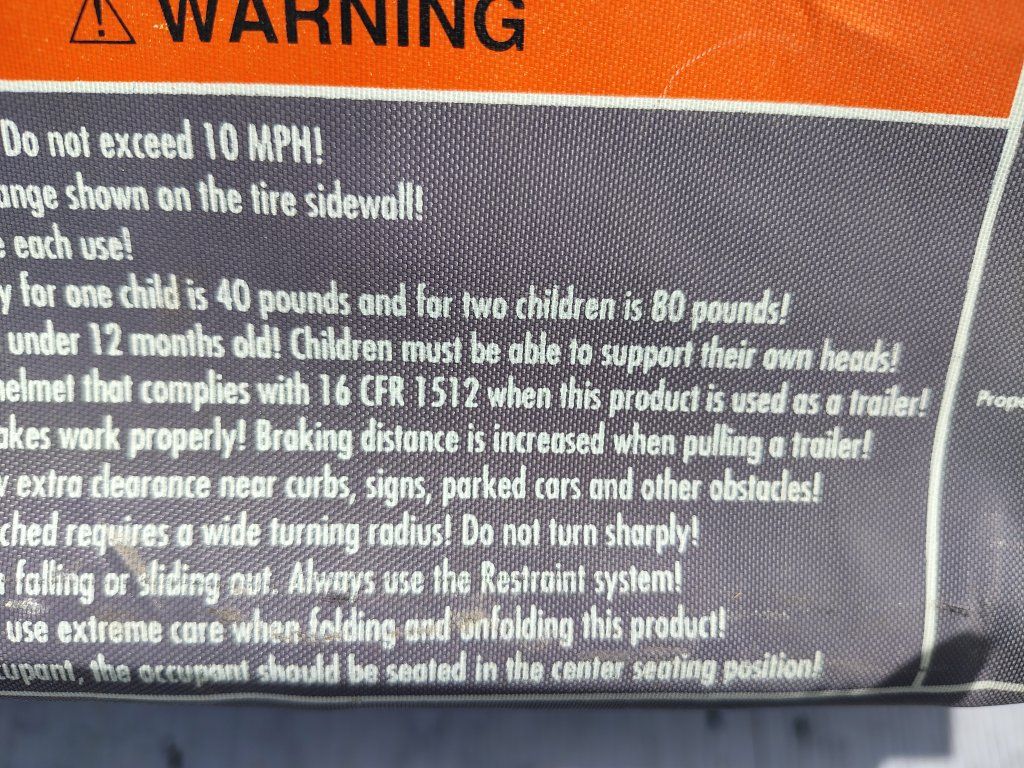 WARNING
Do not exceed 10 MPH!
ange shown on the tire sidewall!
e each use!
y for one child is 40 pounds and for two children is 80 pounds!
under 12 months old! Children must be able to support their own heads!
helmet that complies with 16 CFR 1512 when this product is used as a trailer!
akes work properly! Braking distance is increased when pulling a trailer!
w extra clearance near curbs, signs, parked cars and other obstacles!
ched requires a wide turning radius! Do not turn sharply!
s falling or sliding out. Always use the Restraint system!
use extreme care when folding and unfolding this product!
cupant, the occupant should be seated in the center seating position!
Prope